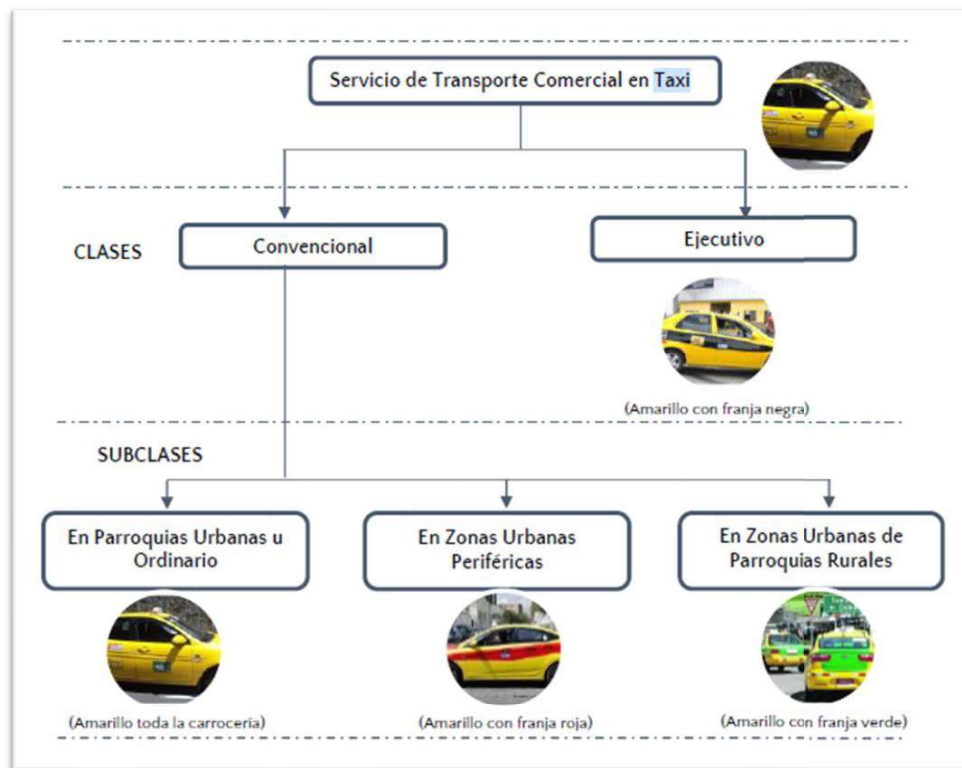 Servicio de Transporte Comercial en Taxi
CLASES
Convencional
Ejecutivo
(Amarillo con franja negra)
SUBCLASES
En Parroquias Urbanas u
Ordinario
En Zonas Urbanas
Periféricas
En Zonas Urbanas de
Parroquias Rurales
(Amarillo toda la carrocería)
(Amarillo con franja roja)
(Amarillo con franja verde)